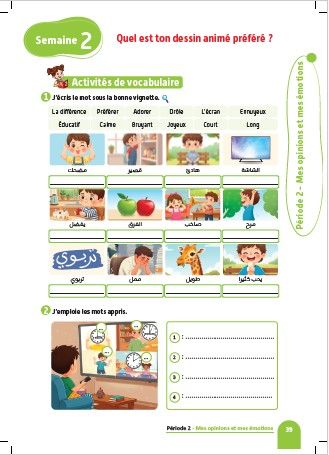 Semaine 2
Quel est ton dessin animé préféré ?
Activités de vocabulaire
1 J'écris le mot sous la bonne vignette.
La différence Préférer Adorer Drôle L'écran Ennuyeux
Éducatif Calme Bruyant Joyeux Court Long
مضحك قصير هادئ الشاشة
يفضل الفرق صاخب مرح
تربوي
تربوي ممل طويل يحب كثيرا
2 J'emploie les mots appris.
1 :
2 :
3 :
4 :
Période 2 - Mes opinions et mes émotions
Période 2 - Mes opinions et mes émotions
39